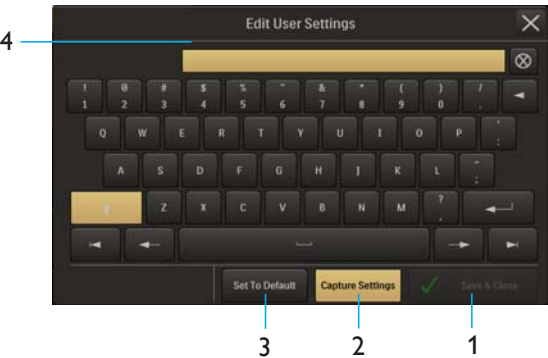 Edit User Settings
4
! @ # $ % ^ & * ( ) /
1 2 3 4 5 6 7 8 9 0 .
Q W E R T Y U I O P :
A S D F G H J K L ;
Z X C V B N M ? ,
Set To Default Capture Settings Save & Close
3 2 1